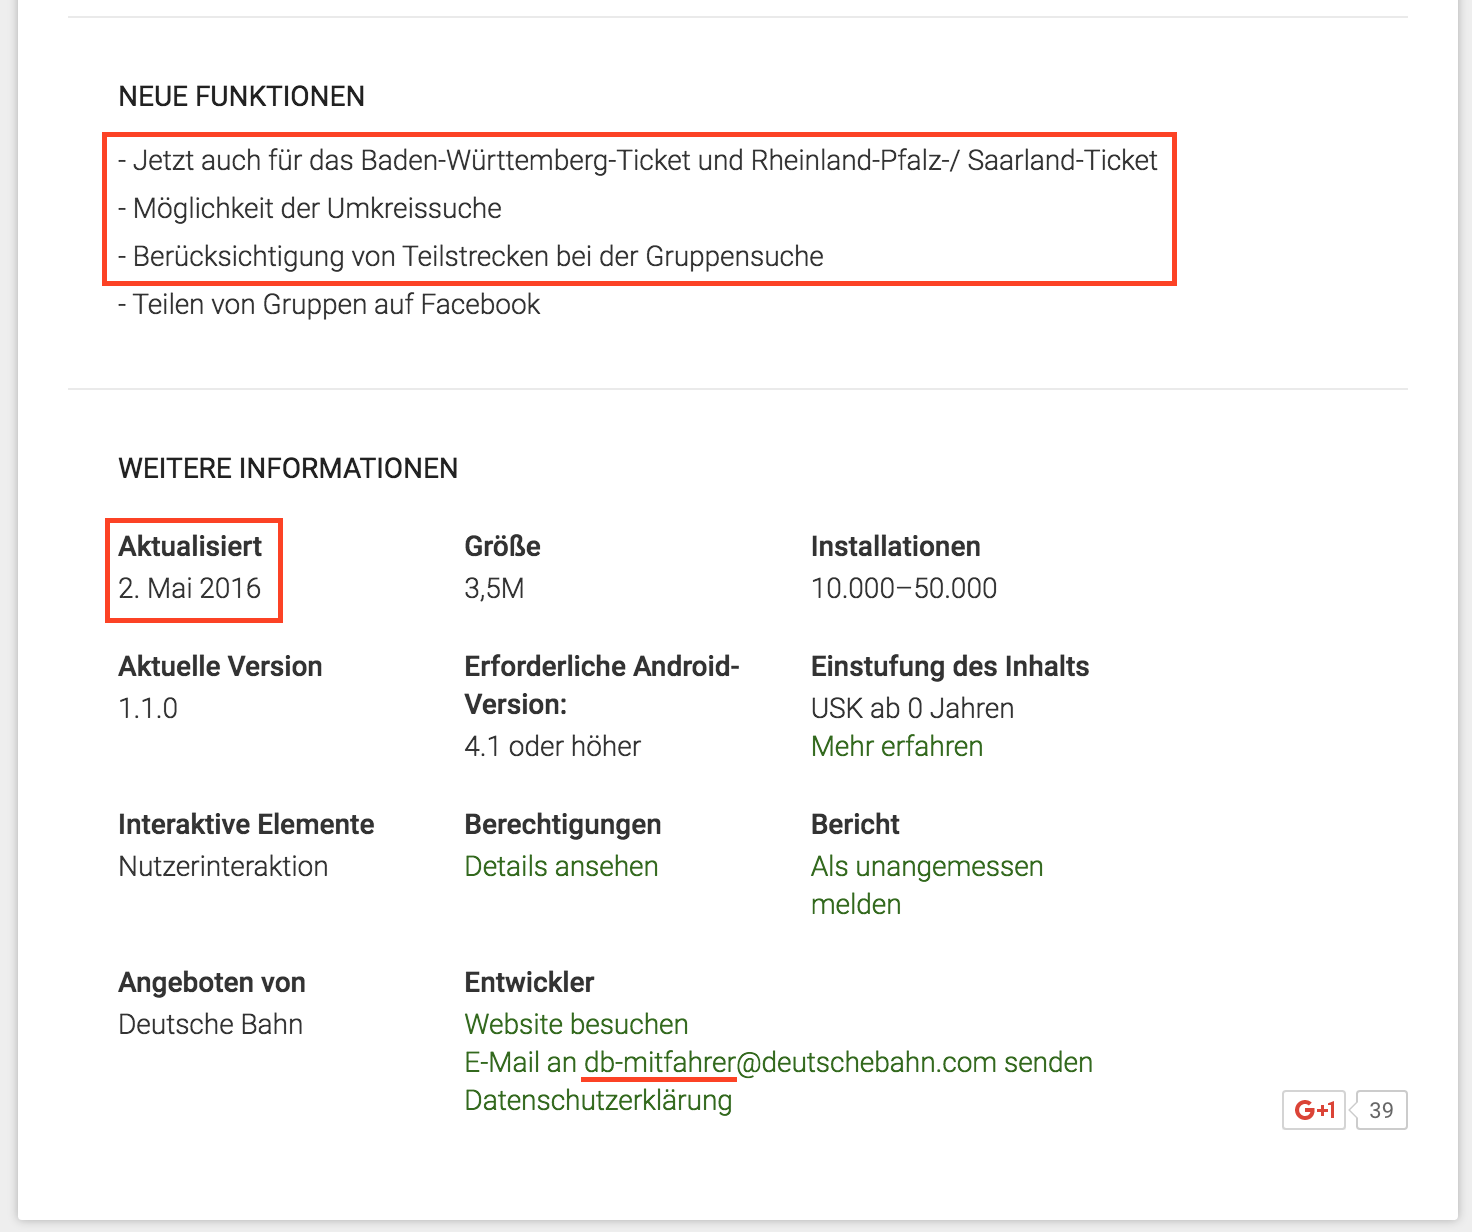 NEUE FUNKTIONEN
- Jetzt auch für das Baden-Württemberg-Ticket und Rheinland-Pfalz-/ Saarland-Ticket
- Möglichkeit der Umkreissuche
- Berücksichtigung von Teilstrecken bei der Gruppensuche
- Teilen von Gruppen auf Facebook
WEITERE INFORMATIONEN
Aktualisiert
2. Mai 2016
Größe
3,5M
Installationen
10.000–50.000
Aktuelle Version
1.1.0
Erforderliche Android-
Version:
4.1 oder höher
Einstufung des Inhalts
USK ab 0 Jahren
Mehr erfahren
Interaktive Elemente
Nutzerinteraktion
Berechtigungen
Details ansehen
Bericht
Als unangemessen
melden
Angeboten von
Deutsche Bahn
Entwickler
Website besuchen
E-Mail an db-mitfahrer@deutschebahn.com senden
Datenschutzerklärung
G+1
39